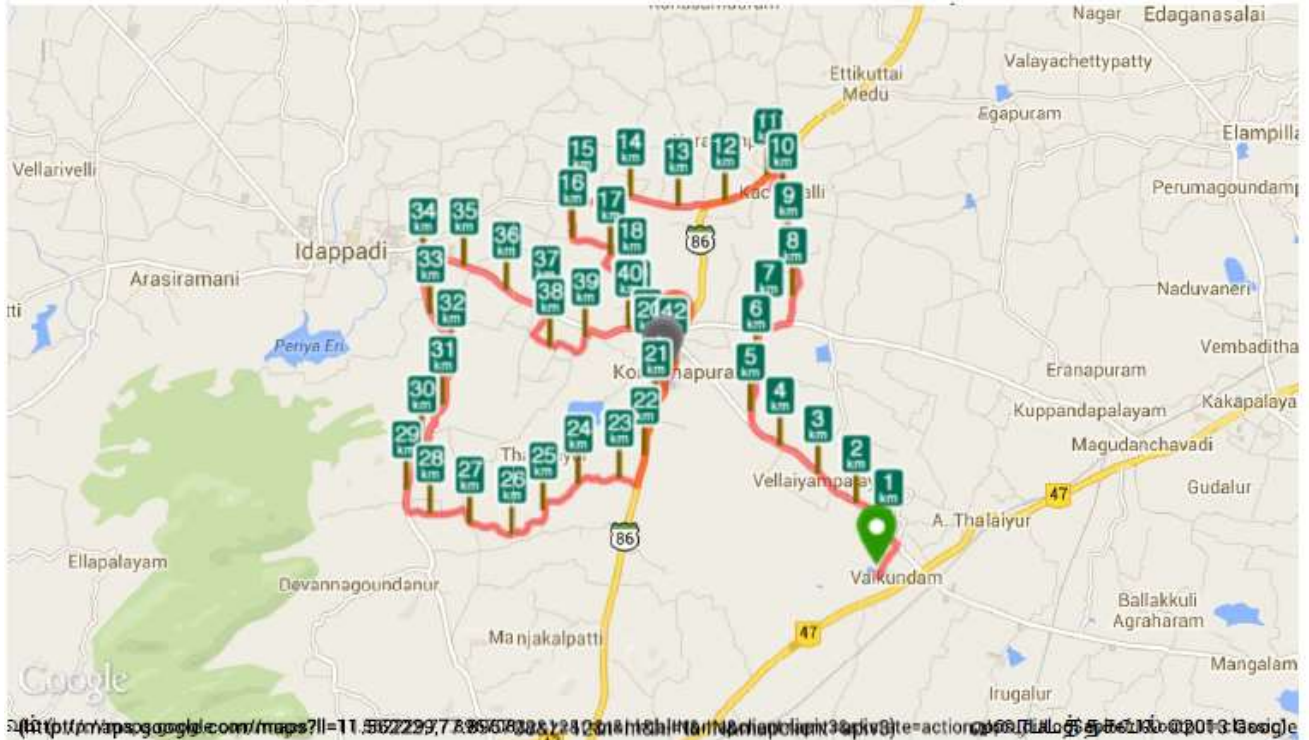 Nagar
Edaganasalai
Valayachettypatty
Ettikuttai
Medu
Egapuram
Elampilla
Vellarivelli
Perumagoundamp
11
km
10
km
12
km
13
km
14
km
15
km
16
km
17
km
18
km
9
km
8
km
7
km
6
km
5
km
4
km
3
km
2
km
1
km
34
km
35
km
36
km
37
38
km
39
km
40
km
33
km
32
km
31
km
30
km
29
km
28
km
27
km
26
km
25
km
24
km
23
km
22
km
21
km
42
86
Idappadi
Arasiramani
tti
Naduvaneri
Periya Eri
Vembaditha
Eranapuram
Kuppandapalayam
Kakapalaya
Magudanchavadi
Gudalur
47
A. Thalaiyur
86
Ellapalayam
Devannagoundanur
Vaikundam
Ballakkuli
Agraharam
47
Manjakalpatti
Mangalam
Irugalur
Google